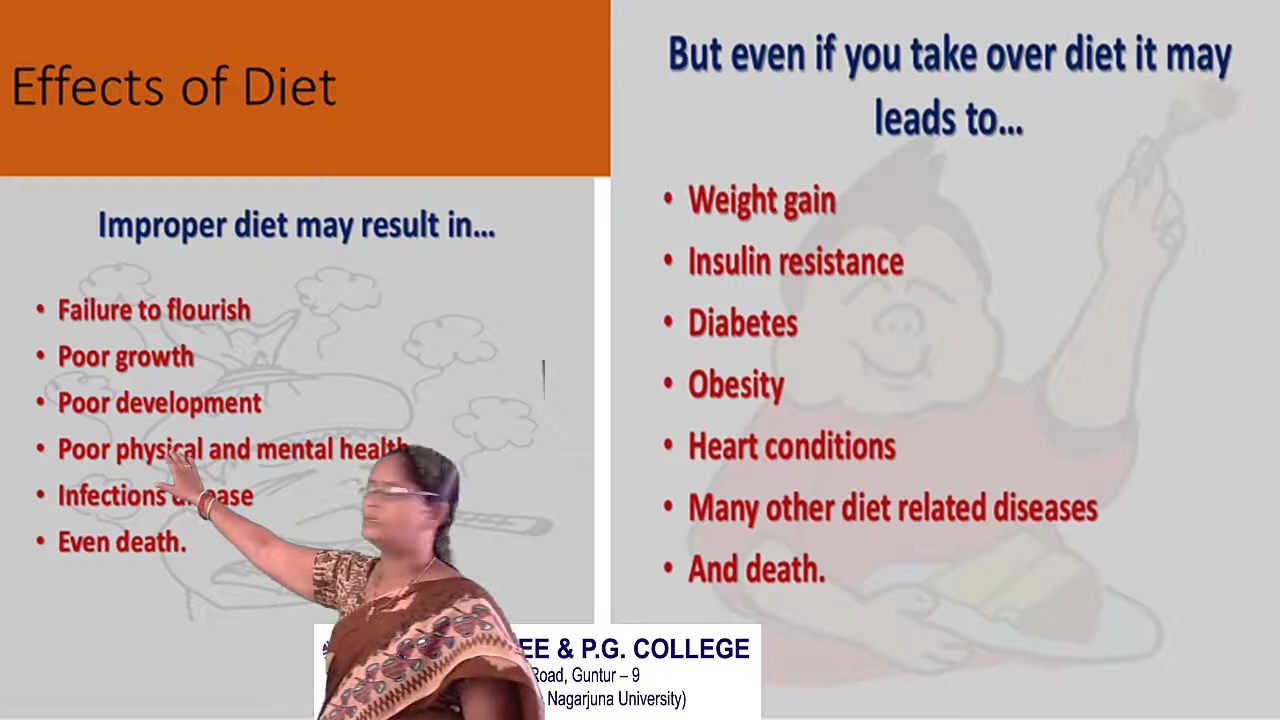 Effects of Diet
Improper diet may result in...
• Failure to flourish
• Poor growth
• Poor development
• Poor physical and mental health
• Infections
• Even death.
But even if you take over diet it may
leads to...
• Weight gain
• Insulin resistance
• Diabetes
• Obesity
• Heart conditions
• Many other diet related diseases
• And death.
EE & P.G. COLLEGE
Road, Guntur – 9
Nagarjuna University)